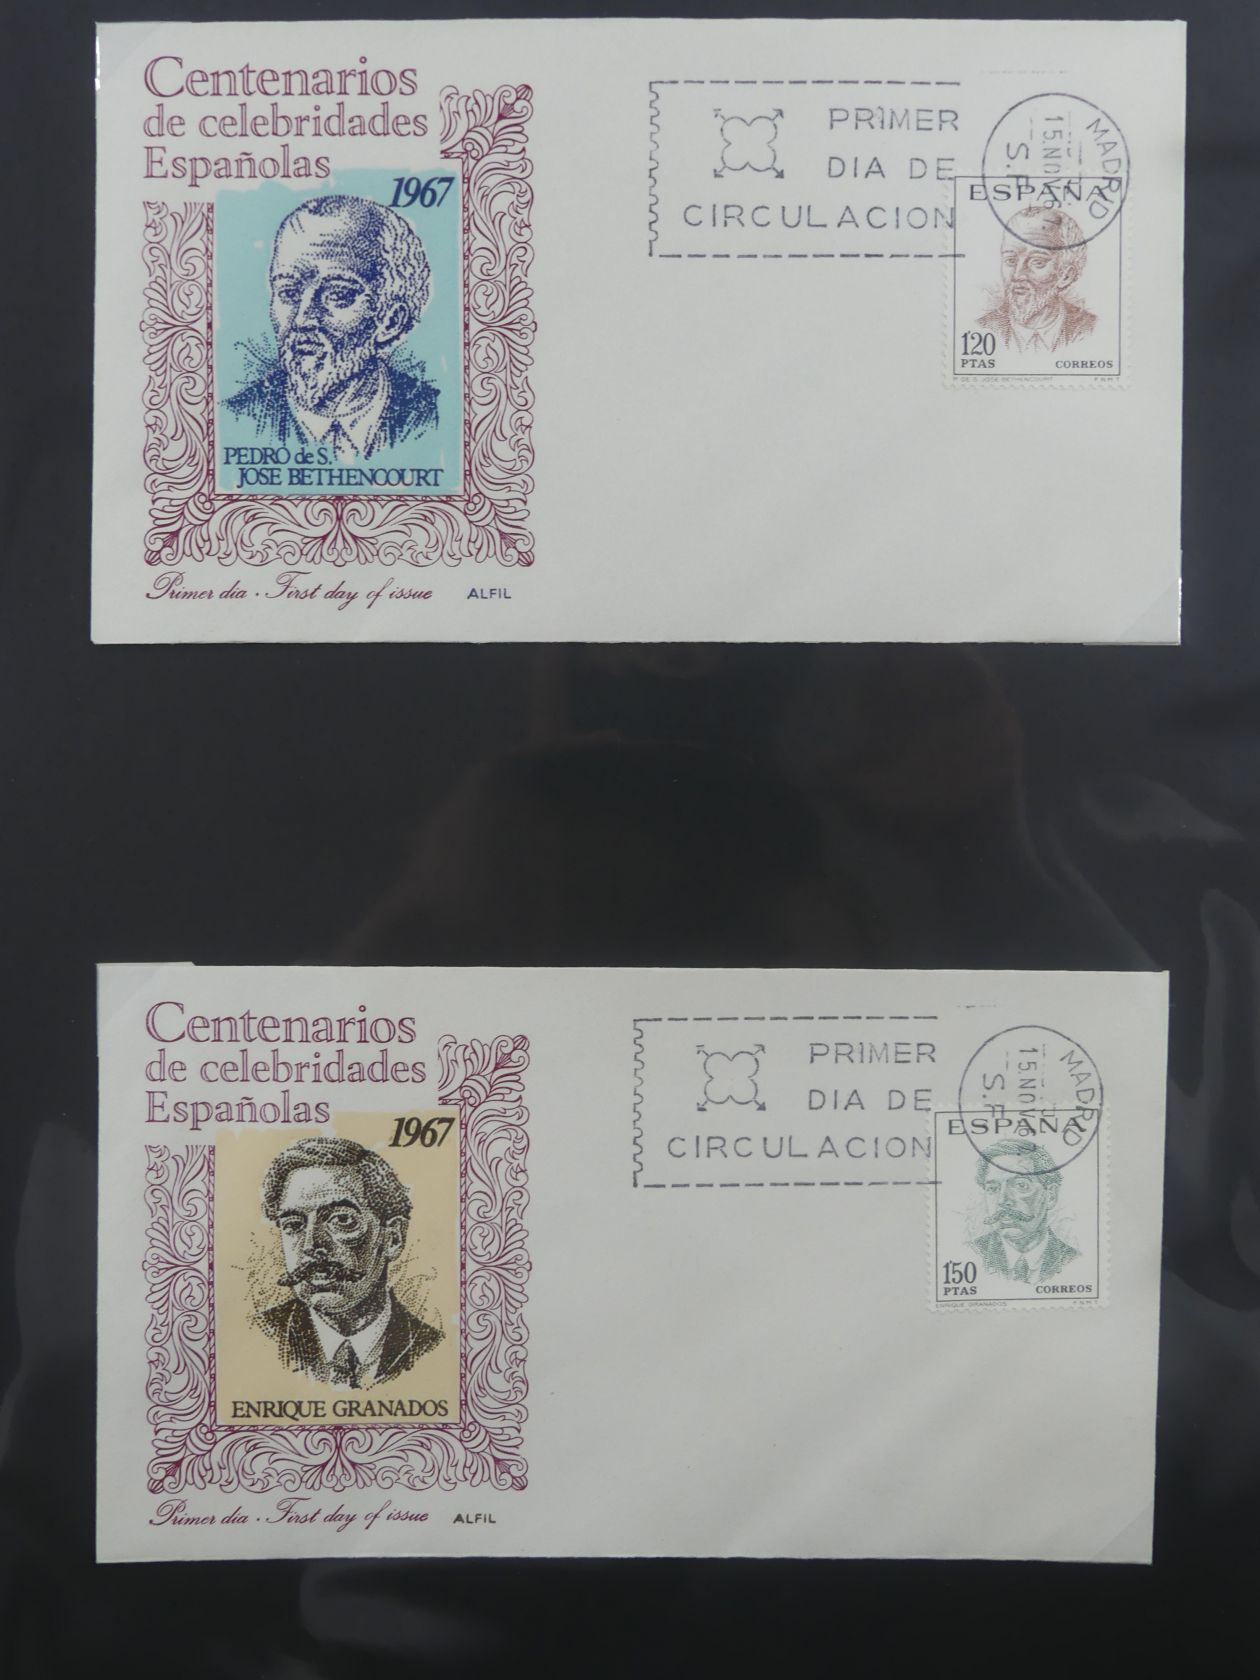 Centenarios
de celebridades
Españolas
1967
PEDRO de S.
JOSE BETHENCOURT
Primer dia · First day of issue ALFIL
PRIMER
DIA DE
CIRCULACION
MADRID
15.NOV.67.
ESPAÑA
1'20
PTAS
CORREOS
P. DE S. JOSE BETHENCOURT F.N.M.T.
Centenarios
de celebridades
Españolas
1967
ENRIQUE GRANADOS
Primer dia · First day of issue ALFIL
PRIMER
DIA DE
CIRCULACION
MADRID
15.NOV.67
ESPAÑA
1'50
PTAS
CORREOS
ENRIQUE GRANADOS F.N.M.T.